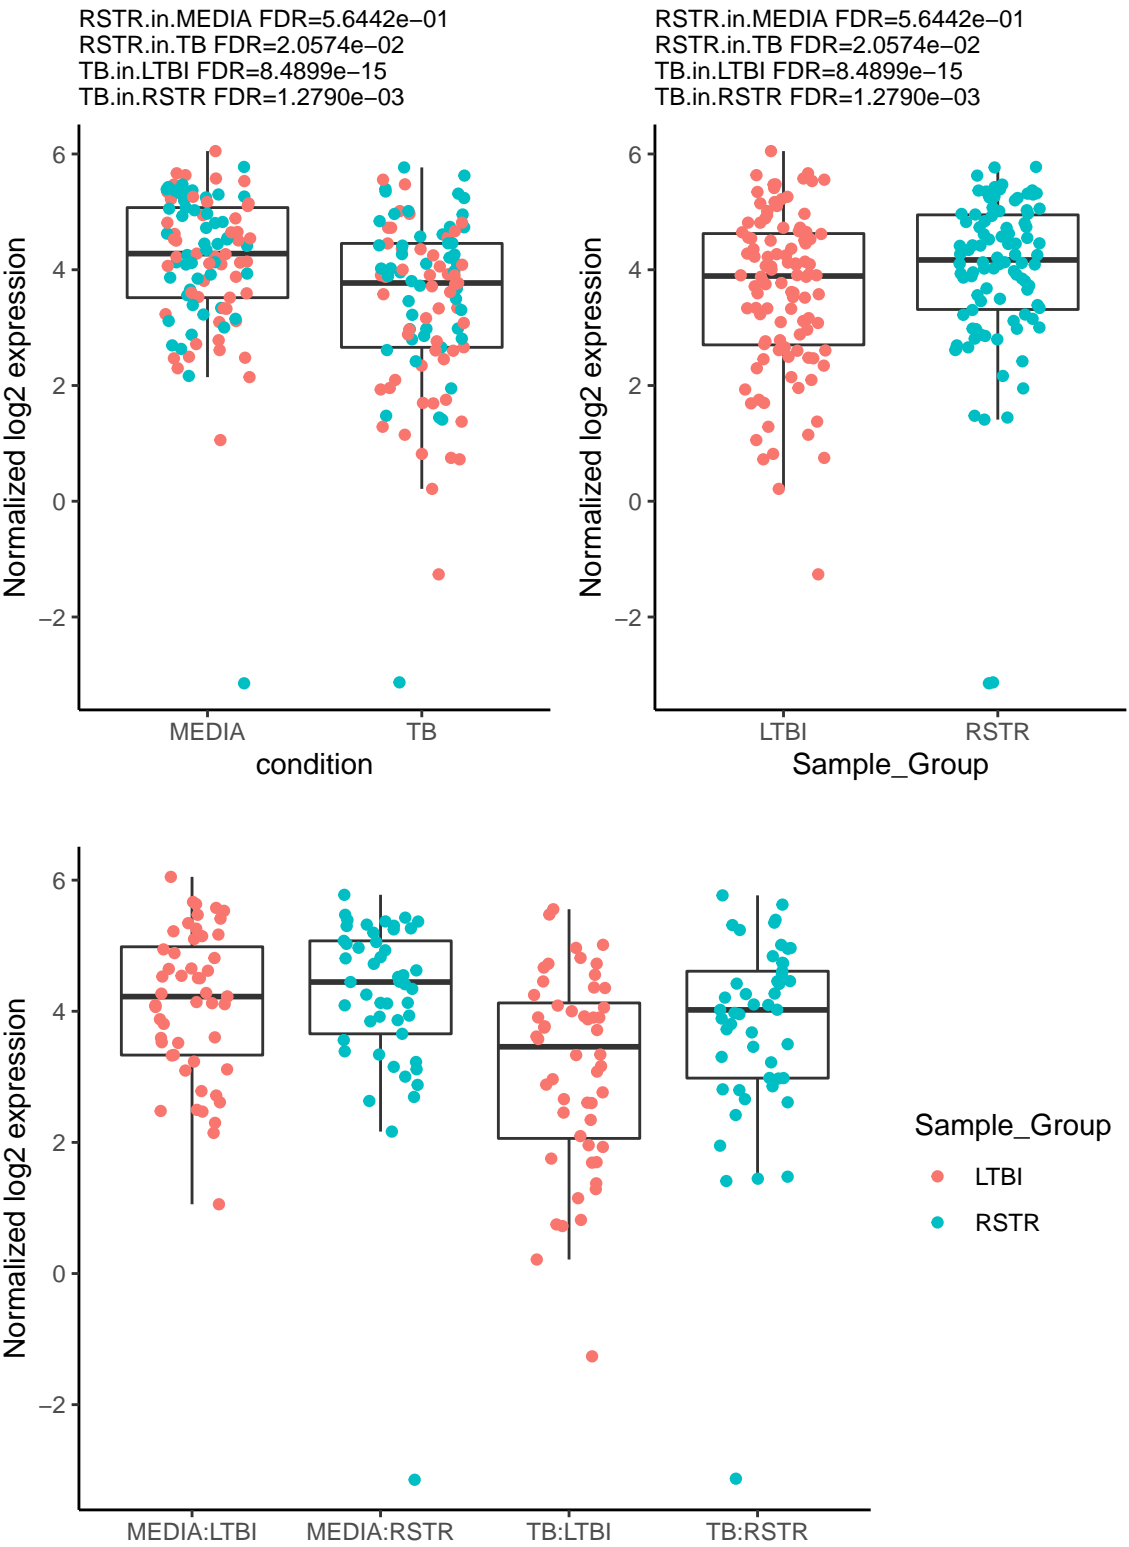 RSTR.in.MEDIA FDR=5.6442e−01
RSTR.in.TB FDR=2.0574e−02
TB.in.LTBI FDR=8.4899e−15
TB.in.RSTR FDR=1.2790e−03
Normalized log2 expression
6
4
2
0
−2
MEDIA
TB
condition
RSTR.in.MEDIA FDR=5.6442e−01
RSTR.in.TB FDR=2.0574e−02
TB.in.LTBI FDR=8.4899e−15
TB.in.RSTR FDR=1.2790e−03
Normalized log2 expression
6
4
2
0
−2
LTBI
RSTR
Sample_Group
Normalized log2 expression
6
4
2
0
−2
MEDIA:LTBI
MEDIA:RSTR
TB:LTBI
TB:RSTR
Sample_Group
LTBI
RSTR